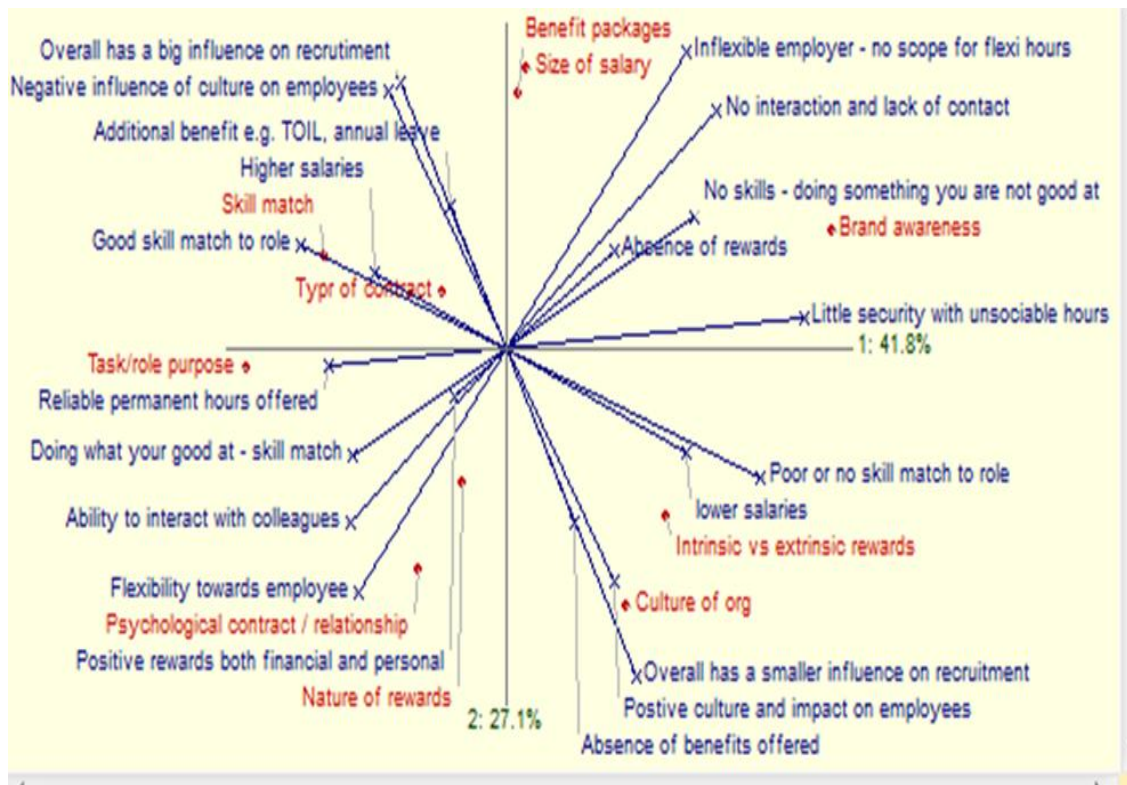 Benefit packages
Overall has a big influence on recrutiment
Inflexible employer - no scope for flexi hours
Size of salary
Negative influence of culture on employees
No interaction and lack of contact
Additional benefit e.g. TOIL, annual leave
Higher salaries
No skills - doing something you are not good at
Skill match
Brand awareness
Good skill match to role
Absence of rewards
Typr of contract
Little security with unsociable hours
1: 41.8%
Task/role purpose
Reliable permanent hours offered
Doing what your good at - skill match
Poor or no skill match to role
lower salaries
Ability to interact with colleagues
Intrinsic vs extrinsic rewards
Flexibility towards employee
Culture of org
Psychological contract / relationship
Positive rewards both financial and personal
Overall has a smaller influence on recruitment
Nature of rewards
Postive culture and impact on employees
2: 27.1%
Absence of benefits offered